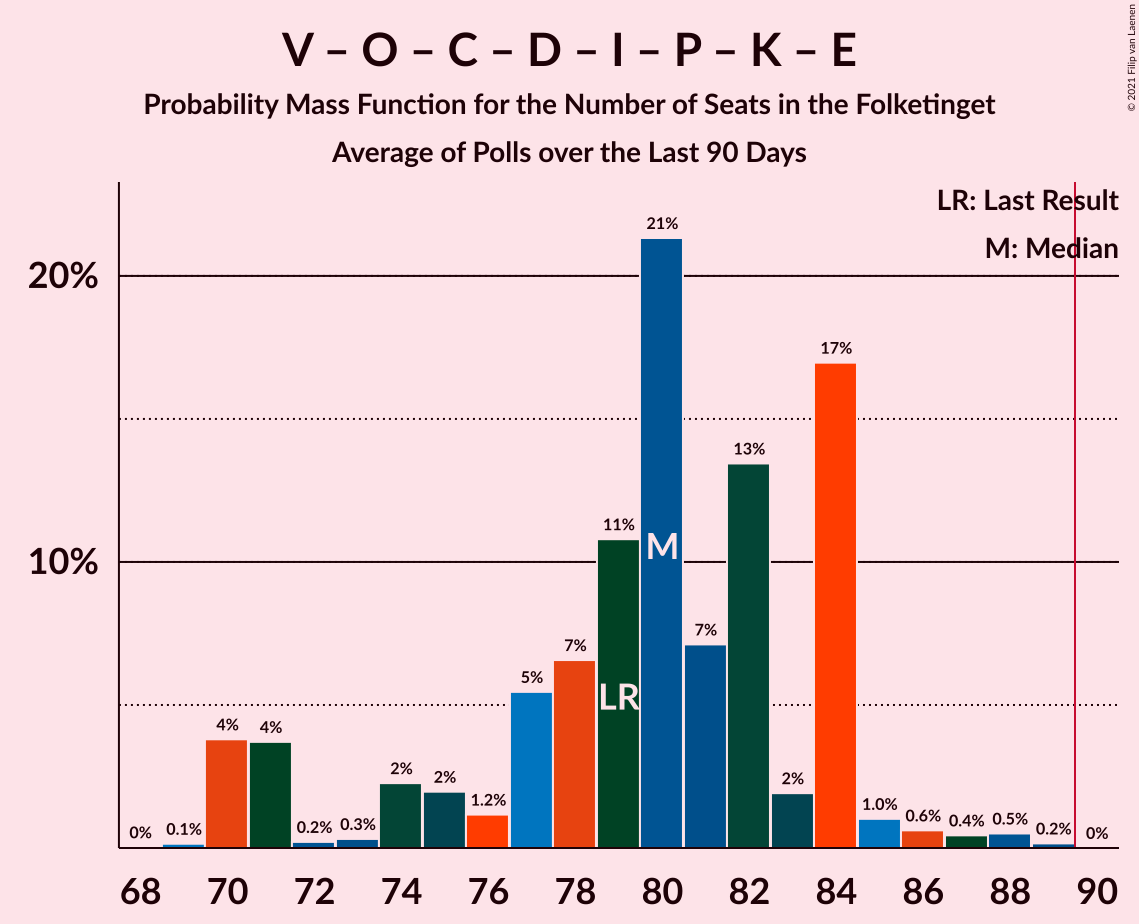 V – O – C – D – I – P – K – E
Probability Mass Function for the Number of Seats in the Folketinget
Average of Polls over the Last 90 Days
© 2021 Filip van Laenen
LR: Last Result
M: Median
20%
10%
0%
0.1%
4%
4%
0.2%
0.3%
2%
2%
1.2%
5%
7%
11%
21%
7%
13%
2%
17%
1.0%
0.6%
0.4%
0.5%
0.2%
0%
M
LR
68 70 72 74 76 78 80 82 84 86 88 90